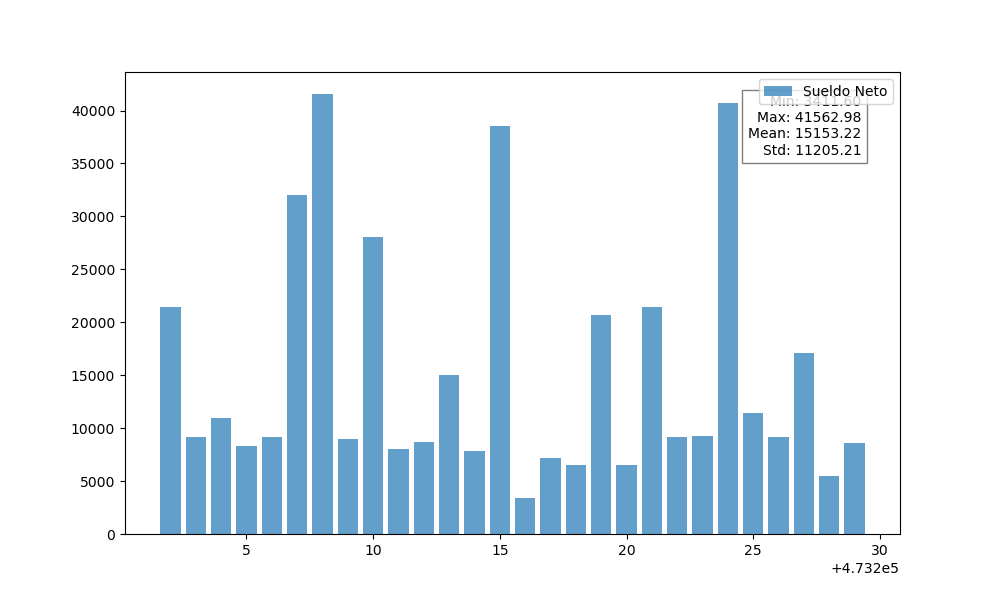 40000
35000
30000
25000
20000
15000
10000
5000
0
Sueldo Neto
Min: 3411.60
Max: 41562.98
Mean: 15153.22
Std: 11205.21
5 10 15 20 25 30
+4.732e5